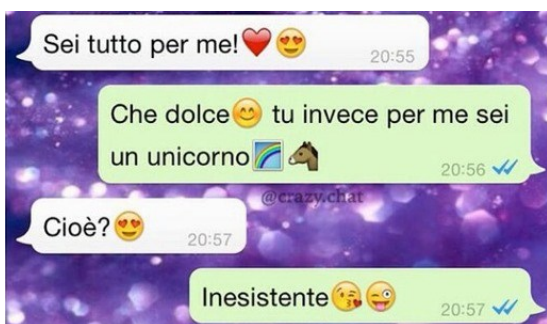 Sei tutto per me!❤️😍
20:55
Che dolce😊 tu invece per me sei
un unicorno🌈🐴
20:56
@crazy.chat
Cioè?😍
20:57
Inesistente😘😜
20:57